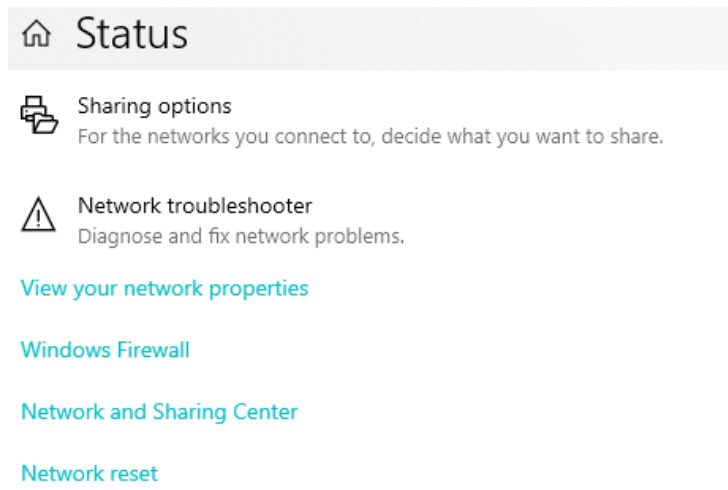 Status
Sharing options
For the networks you connect to, decide what you want to share.
Network troubleshooter
Diagnose and fix network problems.
View your network properties
Windows Firewall
Network and Sharing Center
Network reset